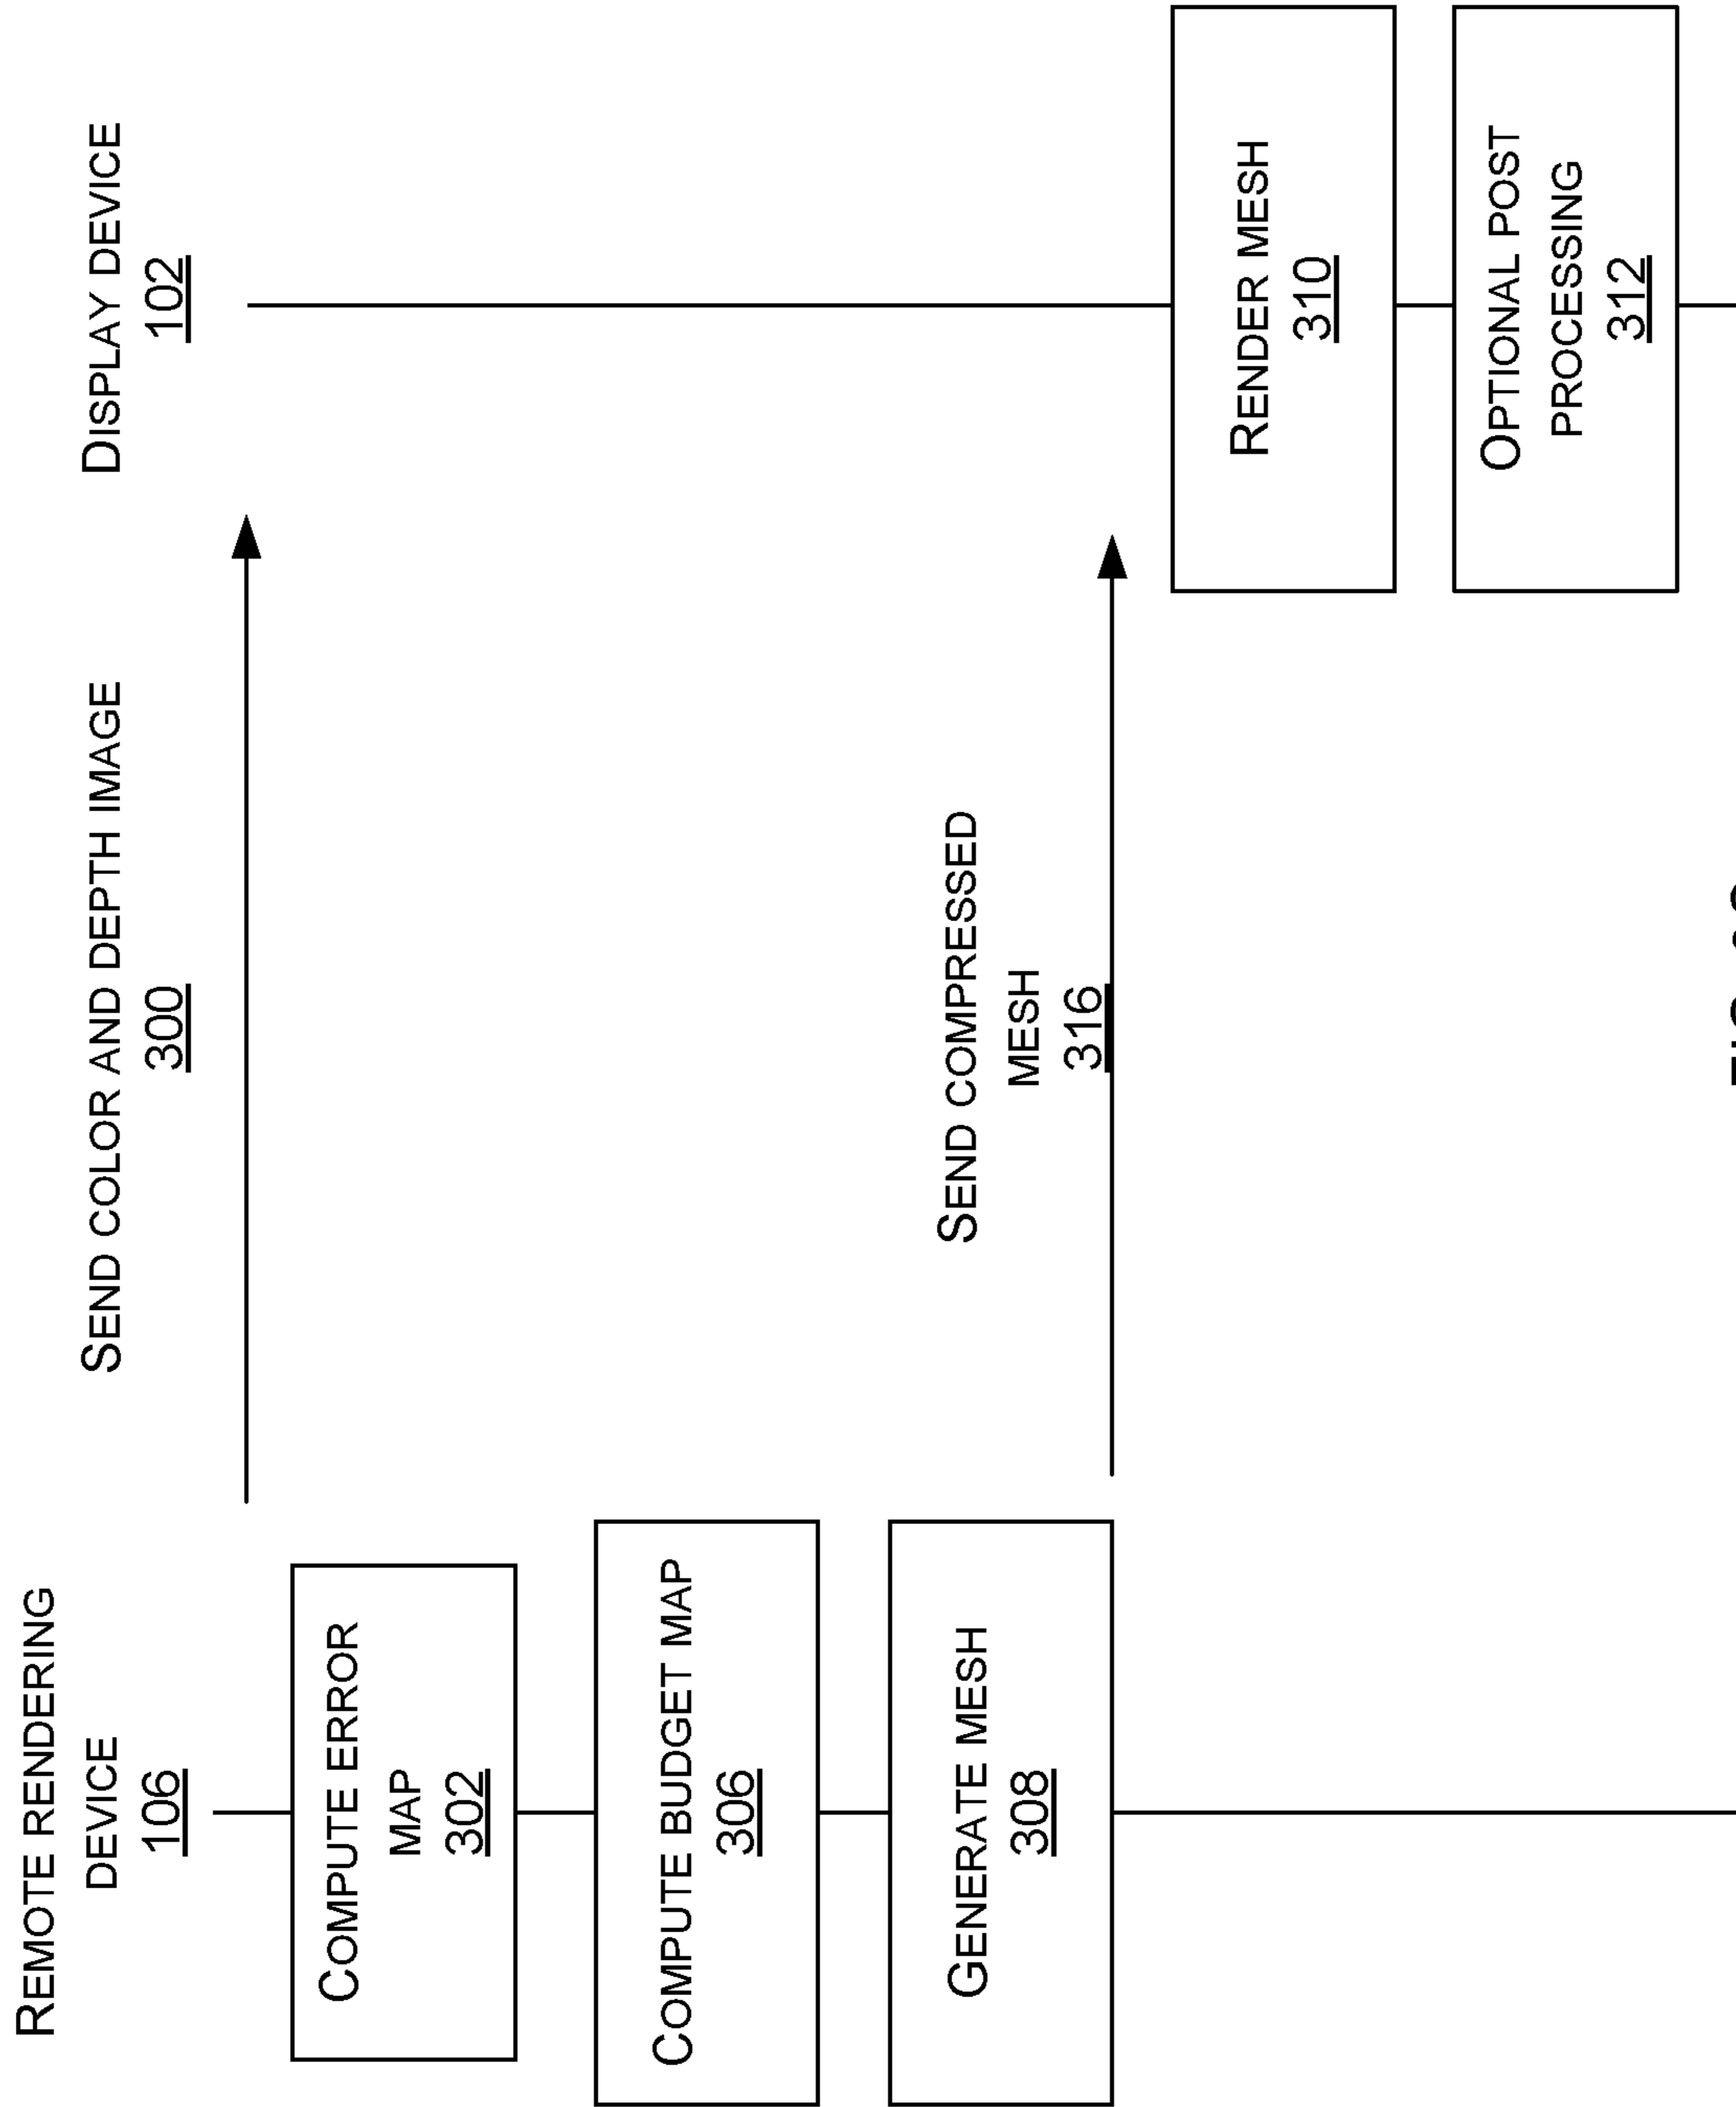 Remote rendering
device
106
Send color and depth image
300
Display device
102
Compute error
map
302
Compute budget map
306
Generate mesh
308
Send compressed
mesh
316
Render mesh
310
Optional post
processing
312